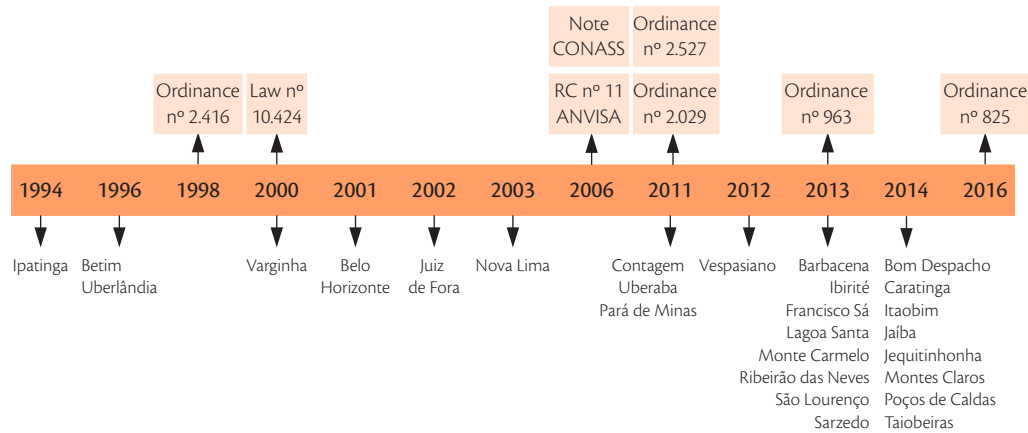 Note
CONASS
Ordinance
nº 2.527
Ordinance
nº 2.416
Law nº
10.424
RC nº 11
ANVISA
Ordinance
nº 2.029
Ordinance
nº 963
Ordinance
nº 825
1994
1996
1998
2000
2001
2002
2003
2006
2011
2012
2013
2014
2016
Ipatinga
Betim
Uberlândia
Varginha
Belo
Horizonte
Juiz
de Fora
Nova Lima
Contagem
Uberaba
Pará de Minas
Vespasiano
Barbacena
Ibirité
Francisco Sá
Lagoa Santa
Monte Carmelo
Ribeirão das Neves
São Lourenço
Sarzedo
Bom Despacho
Caratinga
Itaobim
Jaíba
Jequitinhonha
Montes Claros
Poços de Caldas
Taiobeiras